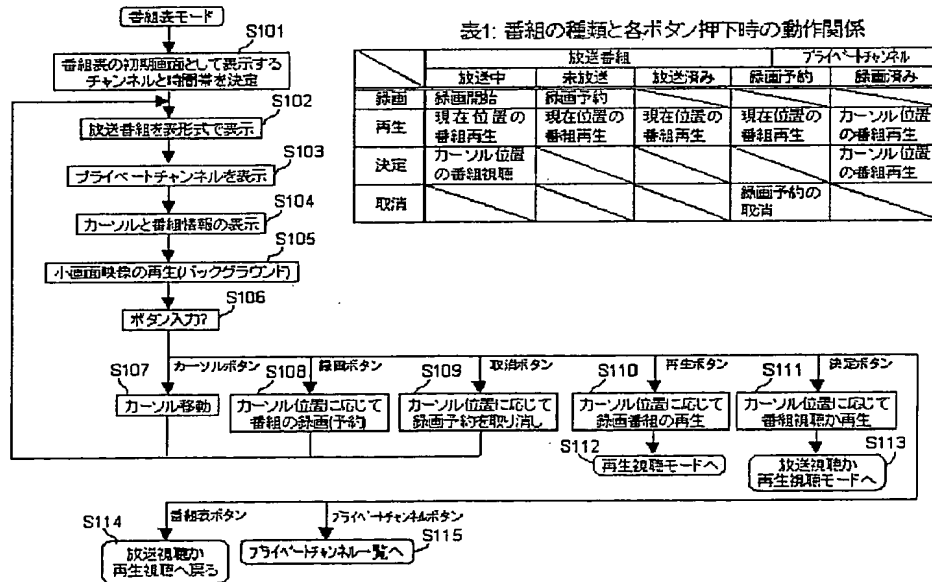 番組表モード
S101
番組表の初期画面として表示する
チャンネルと時間帯を決定
S102
放送番組を表形式で表示
S103
プライベートチャンネルを表示
S104
カーソルと番組情報の表示
S105
小画面映像の再生(バックグラウンド)
S106
ボタン入力?
表1: 番組の種類と各ボタン押下時の動作関係
放送番組 プライベートチャンネル
放送中 未放送 放送済み 録画予約 録画済み
録画 録画開始 録画予約
再生 現在位置の番組再生 現在位置の番組再生 現在位置の番組再生 現在位置の番組再生 カーソル位置の番組再生
決定 カーソル位置の番組視聴 カーソル位置の番組再生
取消 録画予約の取消
S107 カーソルボタン S108 録画ボタン S109 取消ボタン S110 再生ボタン S111 決定ボタン
カーソル移動
カーソル位置に応じて
番組の録画(予約)
カーソル位置に応じて
録画予約を取り消し
カーソル位置に応じて
録画番組の再生
カーソル位置に応じて
番組視聴か再生
S112
再生視聴モードへ
S113
放送視聴か
再生視聴モードへ
S114 番組表ボタン
放送視聴か
再生視聴へ戻る
プライベートチャンネルボタン
プライベートチャンネル一覧へ
S115